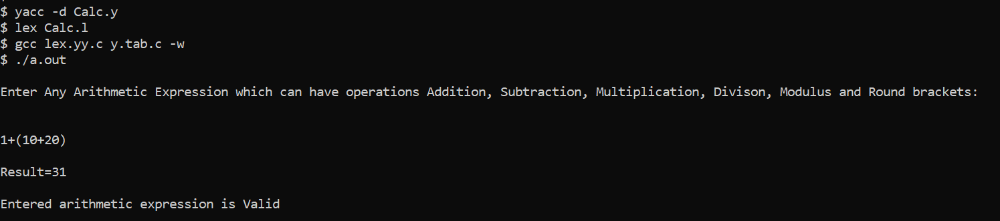 $ yacc -d Calc.y
$ lex Calc.l
$ gcc lex.yy.c y.tab.c -w
$ ./a.out
Enter Any Arithmetic Expression which can have operations Addition, Subtraction, Multiplication, Divison, Modulus and Round brackets:
1+(10+20)
Result=31
Entered arithmetic expression is Valid